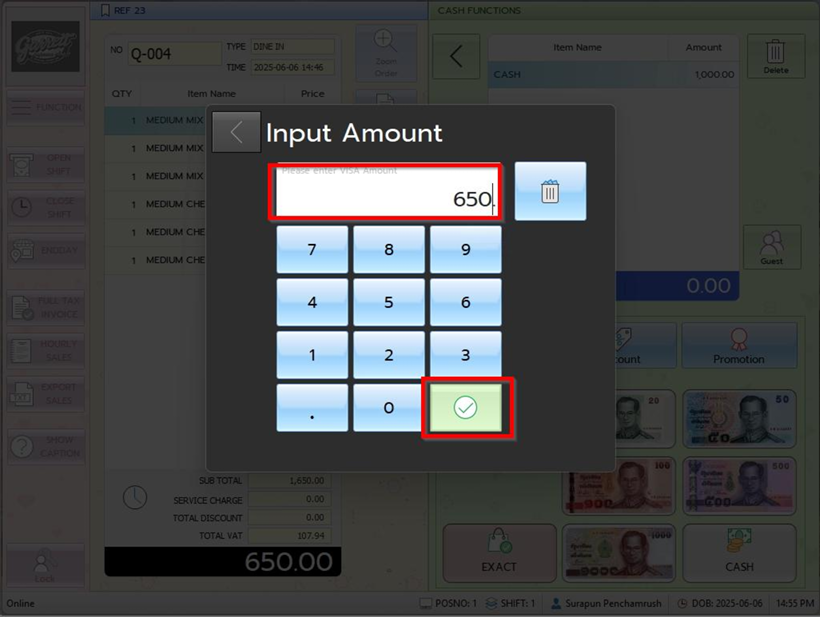 REF 23
CASH FUNCTIONS
Garrett
NO Q-004 TYPE DINE IN
TIME 2025-06-06 14:46
Zoom
Order
Item Name Amount
CASH 1,000.00
Delete
QTY Item Name Price
FUNCTION
1 MEDIUM MIX
1 MEDIUM MIX
1 MEDIUM MIX
1 MEDIUM CHE
1 MEDIUM CHE
1 MEDIUM CHE
Input Amount
Please enter VISA Amount
650.
7 8 9
4 5 6
1 2 3
. 0
OPEN
SHIFT
CLOSE
SHIFT
ENDDAY
FULL TAX
INVOICE
HOURLY
SALES
EXPORT
SALES
SHOW
CAPTION
Lock
Guest
0.00
ount
Promotion
20
50
100
500
1000
SUB TOTAL 1,650.00
SERVICE CHARGE 0.00
TOTAL DISCOUNT 0.00
TOTAL VAT 107.94
650.00
EXACT
CASH
Online POSNO: 1 SHIFT: 1 Surapun Penchamrush DOB: 2025-06-06 14:55 PM